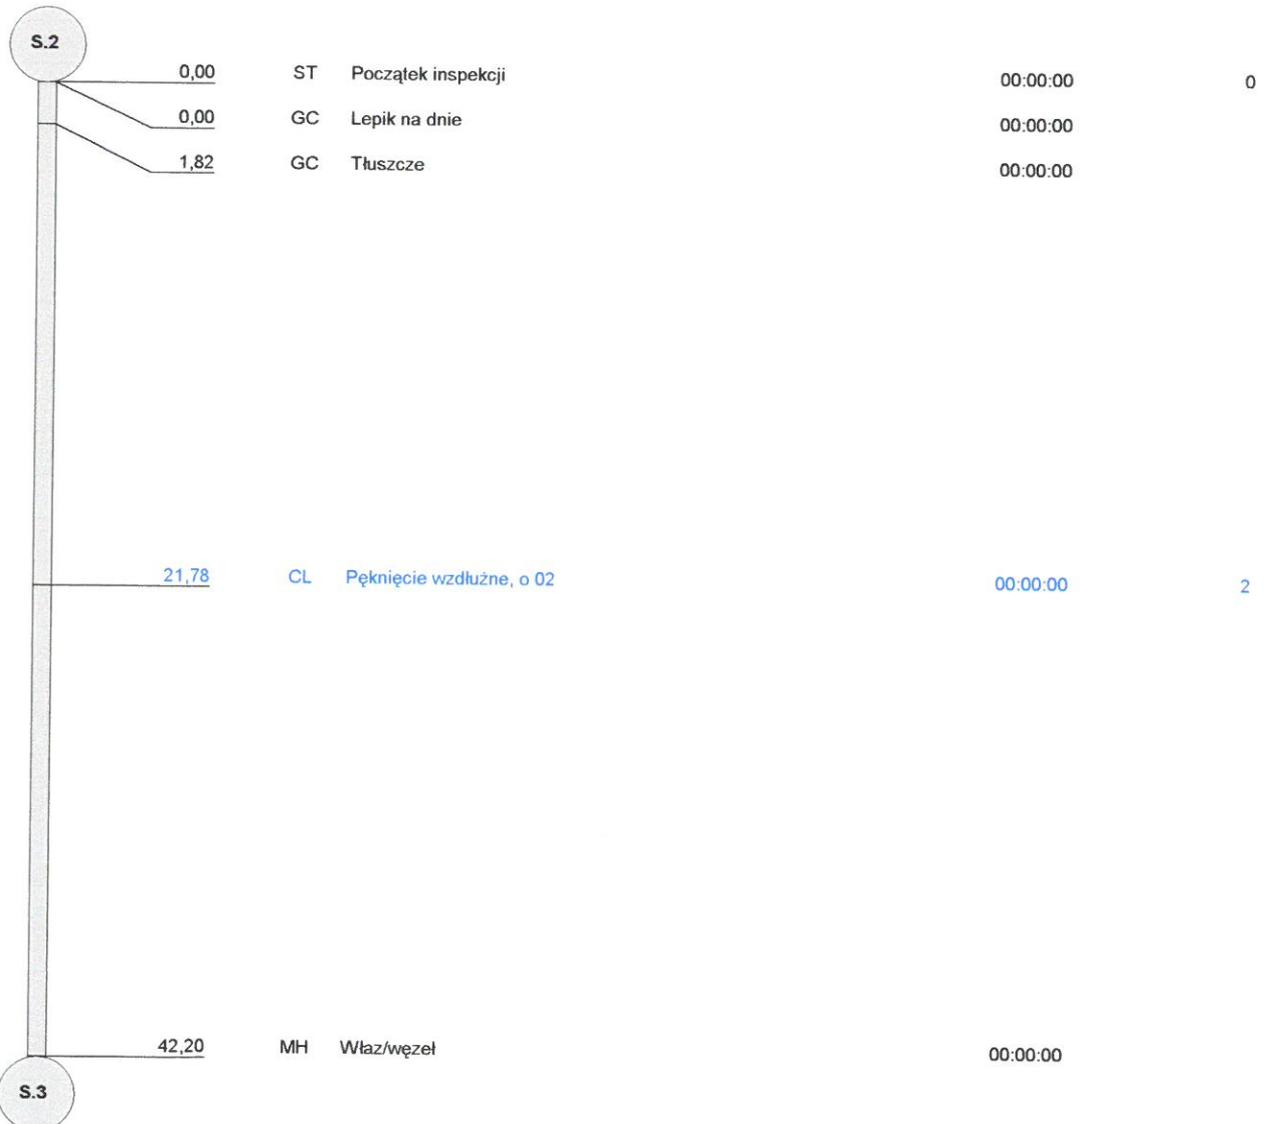 S.2
0,00 ST Początek inspekcji 00:00:00 0
0,00 GC Lepik na dnie 00:00:00
1,82 GC Tłuszcze 00:00:00
21,78 CL Pęknięcie wzdłużne, o 02 00:00:00 2
42,20 MH Właz/węzeł 00:00:00
S.3